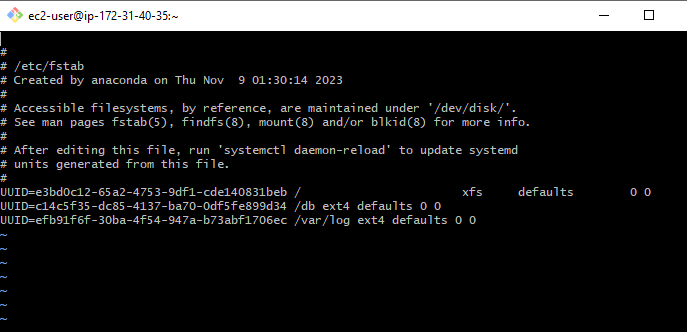 ec2-user@ip-172-31-40-35:~
#
# /etc/fstab
# Created by anaconda on Thu Nov  9 01:30:14 2023
#
# Accessible filesystems, by reference, are maintained under '/dev/disk/'.
# See man pages fstab(5), findfs(8), mount(8) and/or blkid(8) for more info.
#
# After editing this file, run 'systemctl daemon-reload' to update systemd
# units generated from this file.
#
UUID=e3bd0c12-65a2-4753-9df1-cde140831beb /                       xfs     defaults        0 0
UUID=c14c5f35-dc85-4137-ba70-0df5fe899d34 /db ext4 defaults 0 0
UUID=efb91f6f-30ba-4f54-947a-b73abf1706ec /var/log ext4 defaults 0 0
~
~
~
~
~
~
~